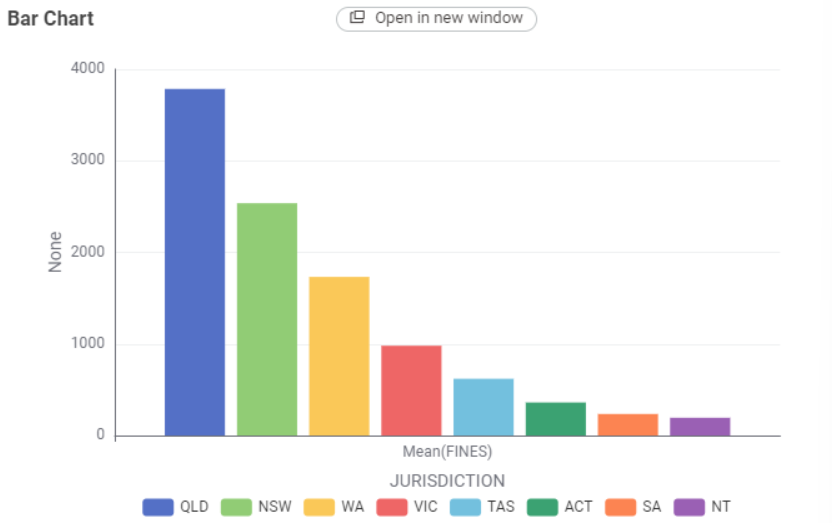 Bar Chart
Open in new window
4000
3000
2000
1000
0
None
Mean(FINES)
JURISDICTION
QLD NSW WA VIC TAS ACT SA NT